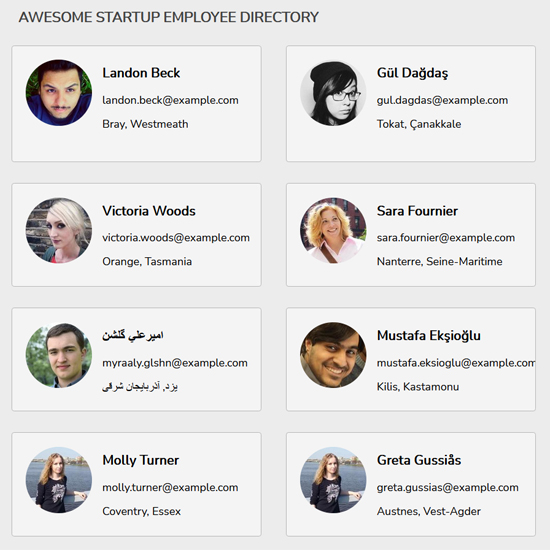 AWESOME STARTUP EMPLOYEE DIRECTORY
Landon Beck
landon.beck@example.com
Bray, Westmeath
Gül Dağdaş
gul.dagdas@example.com
Tokat, Çanakkale
Victoria Woods
victoria.woods@example.com
Orange, Tasmania
Sara Fournier
sara.fournier@example.com
Nanterre, Seine-Maritime
امیرعلي گلشن
myraaly.glshn@example.com
یزد, آذربایجان شرقی
Mustafa Ekşioğlu
mustafa.eksioglu@example.com
Kilis, Kastamonu
Molly Turner
molly.turner@example.com
Coventry, Essex
Greta Gussiås
greta.gussias@example.com
Austnes, Vest-Agder